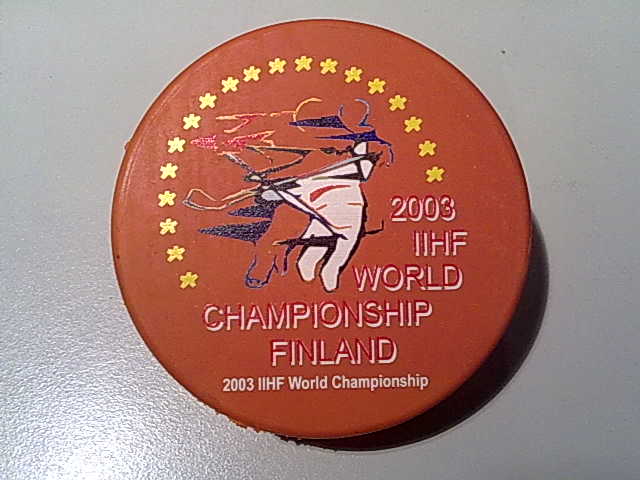 2003
IIHF
WORLD
CHAMPIONSHIP
FINLAND
2003 IIHF World Championship